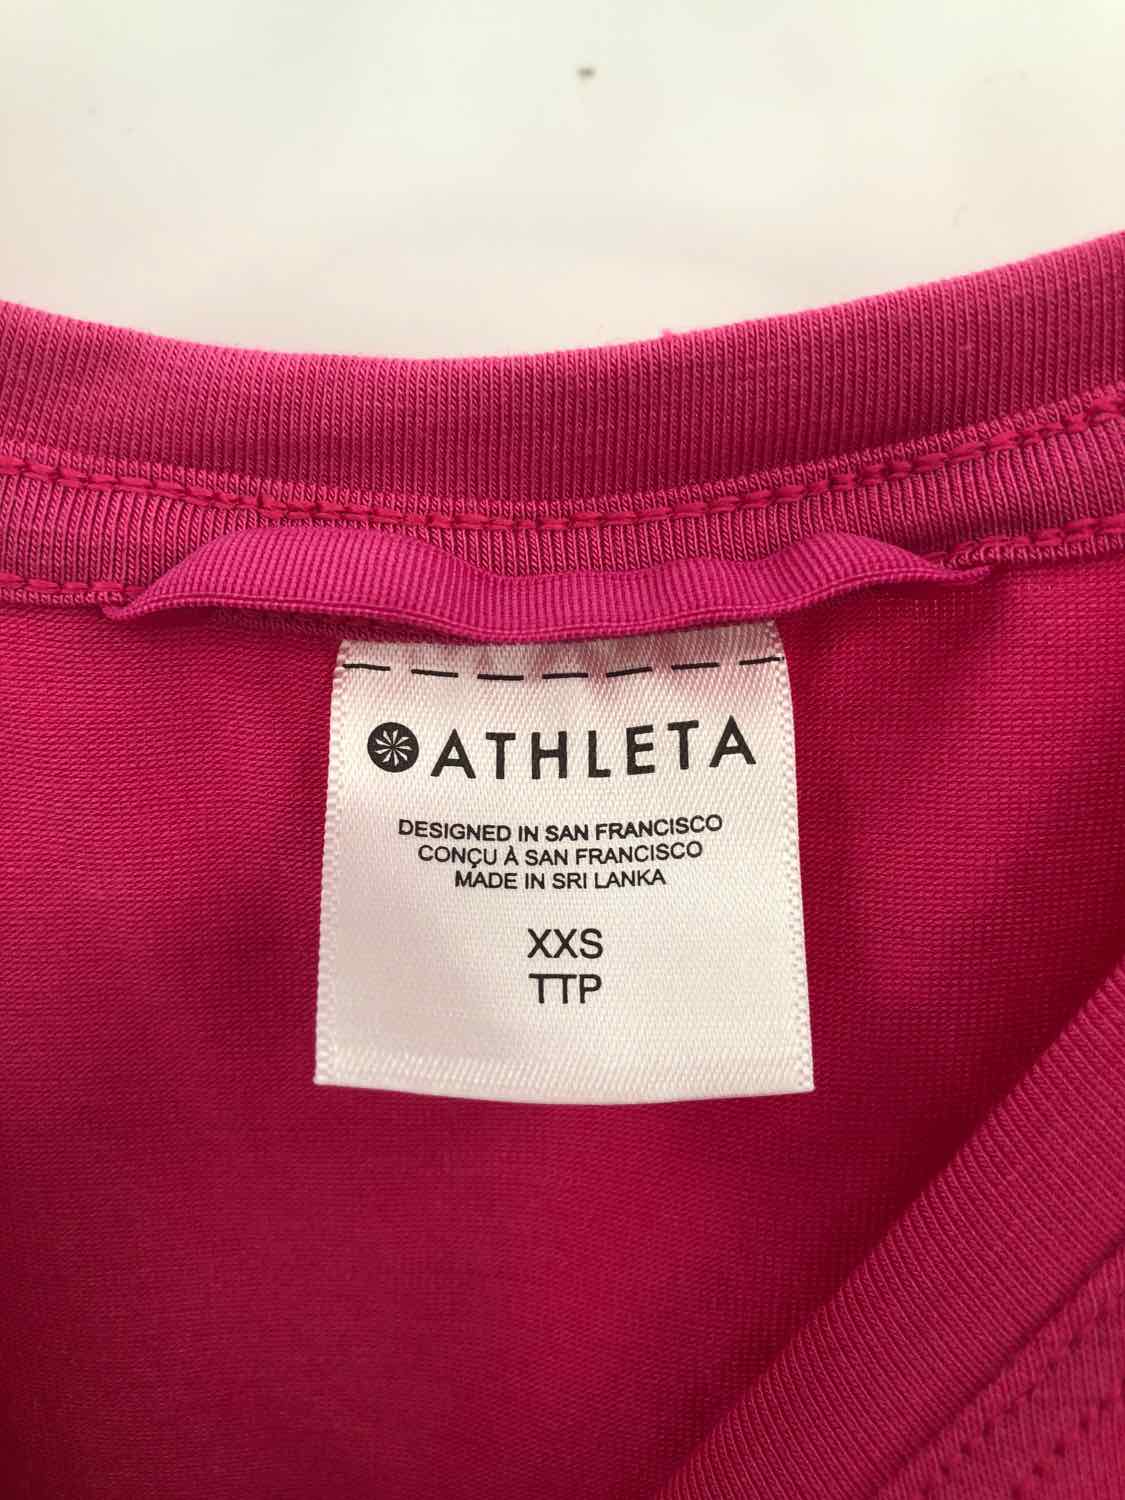 ATHLETA
DESIGNED IN SAN FRANCISCO
CONÇU À SAN FRANCISCO
MADE IN SRI LANKA
XXS
TTP